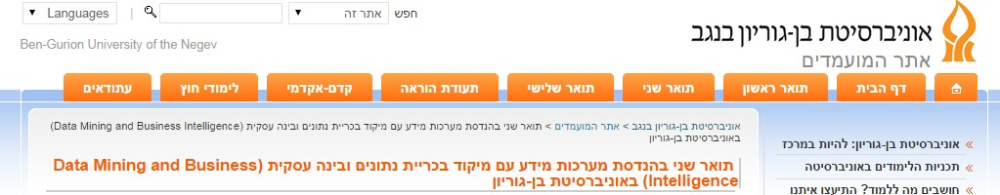 Languages
חפש אתר זה
אוניברסיטת בן-גוריון בנגב
Ben-Gurion University of the Negev
אתר המועמדים
דף הבית תואר ראשון תואר שני תואר שלישי תעודת הוראה קדם-אקדמי לימודי חוץ עתודאים
אוניברסיטת בן-גוריון בנגב > אתר המועמדים > תואר שני בהנדסת מערכות מידע עם מיקוד בכריית נתונים ובינה עסקית (Data Mining and Business Intelligence)
באוניברסיטת בן-גוריון
אוניברסיטת בן-גוריון: להיות במרכז
תכניות הלימודים באוניברסיטה
חושבים מה ללמוד? התיעצו איתנו
תואר שני בהנדסת מערכות מידע עם מיקוד בכריית נתונים ובינה עסקית (Data Mining and Business
Intelligence) באוניברסיטת בן-גוריון